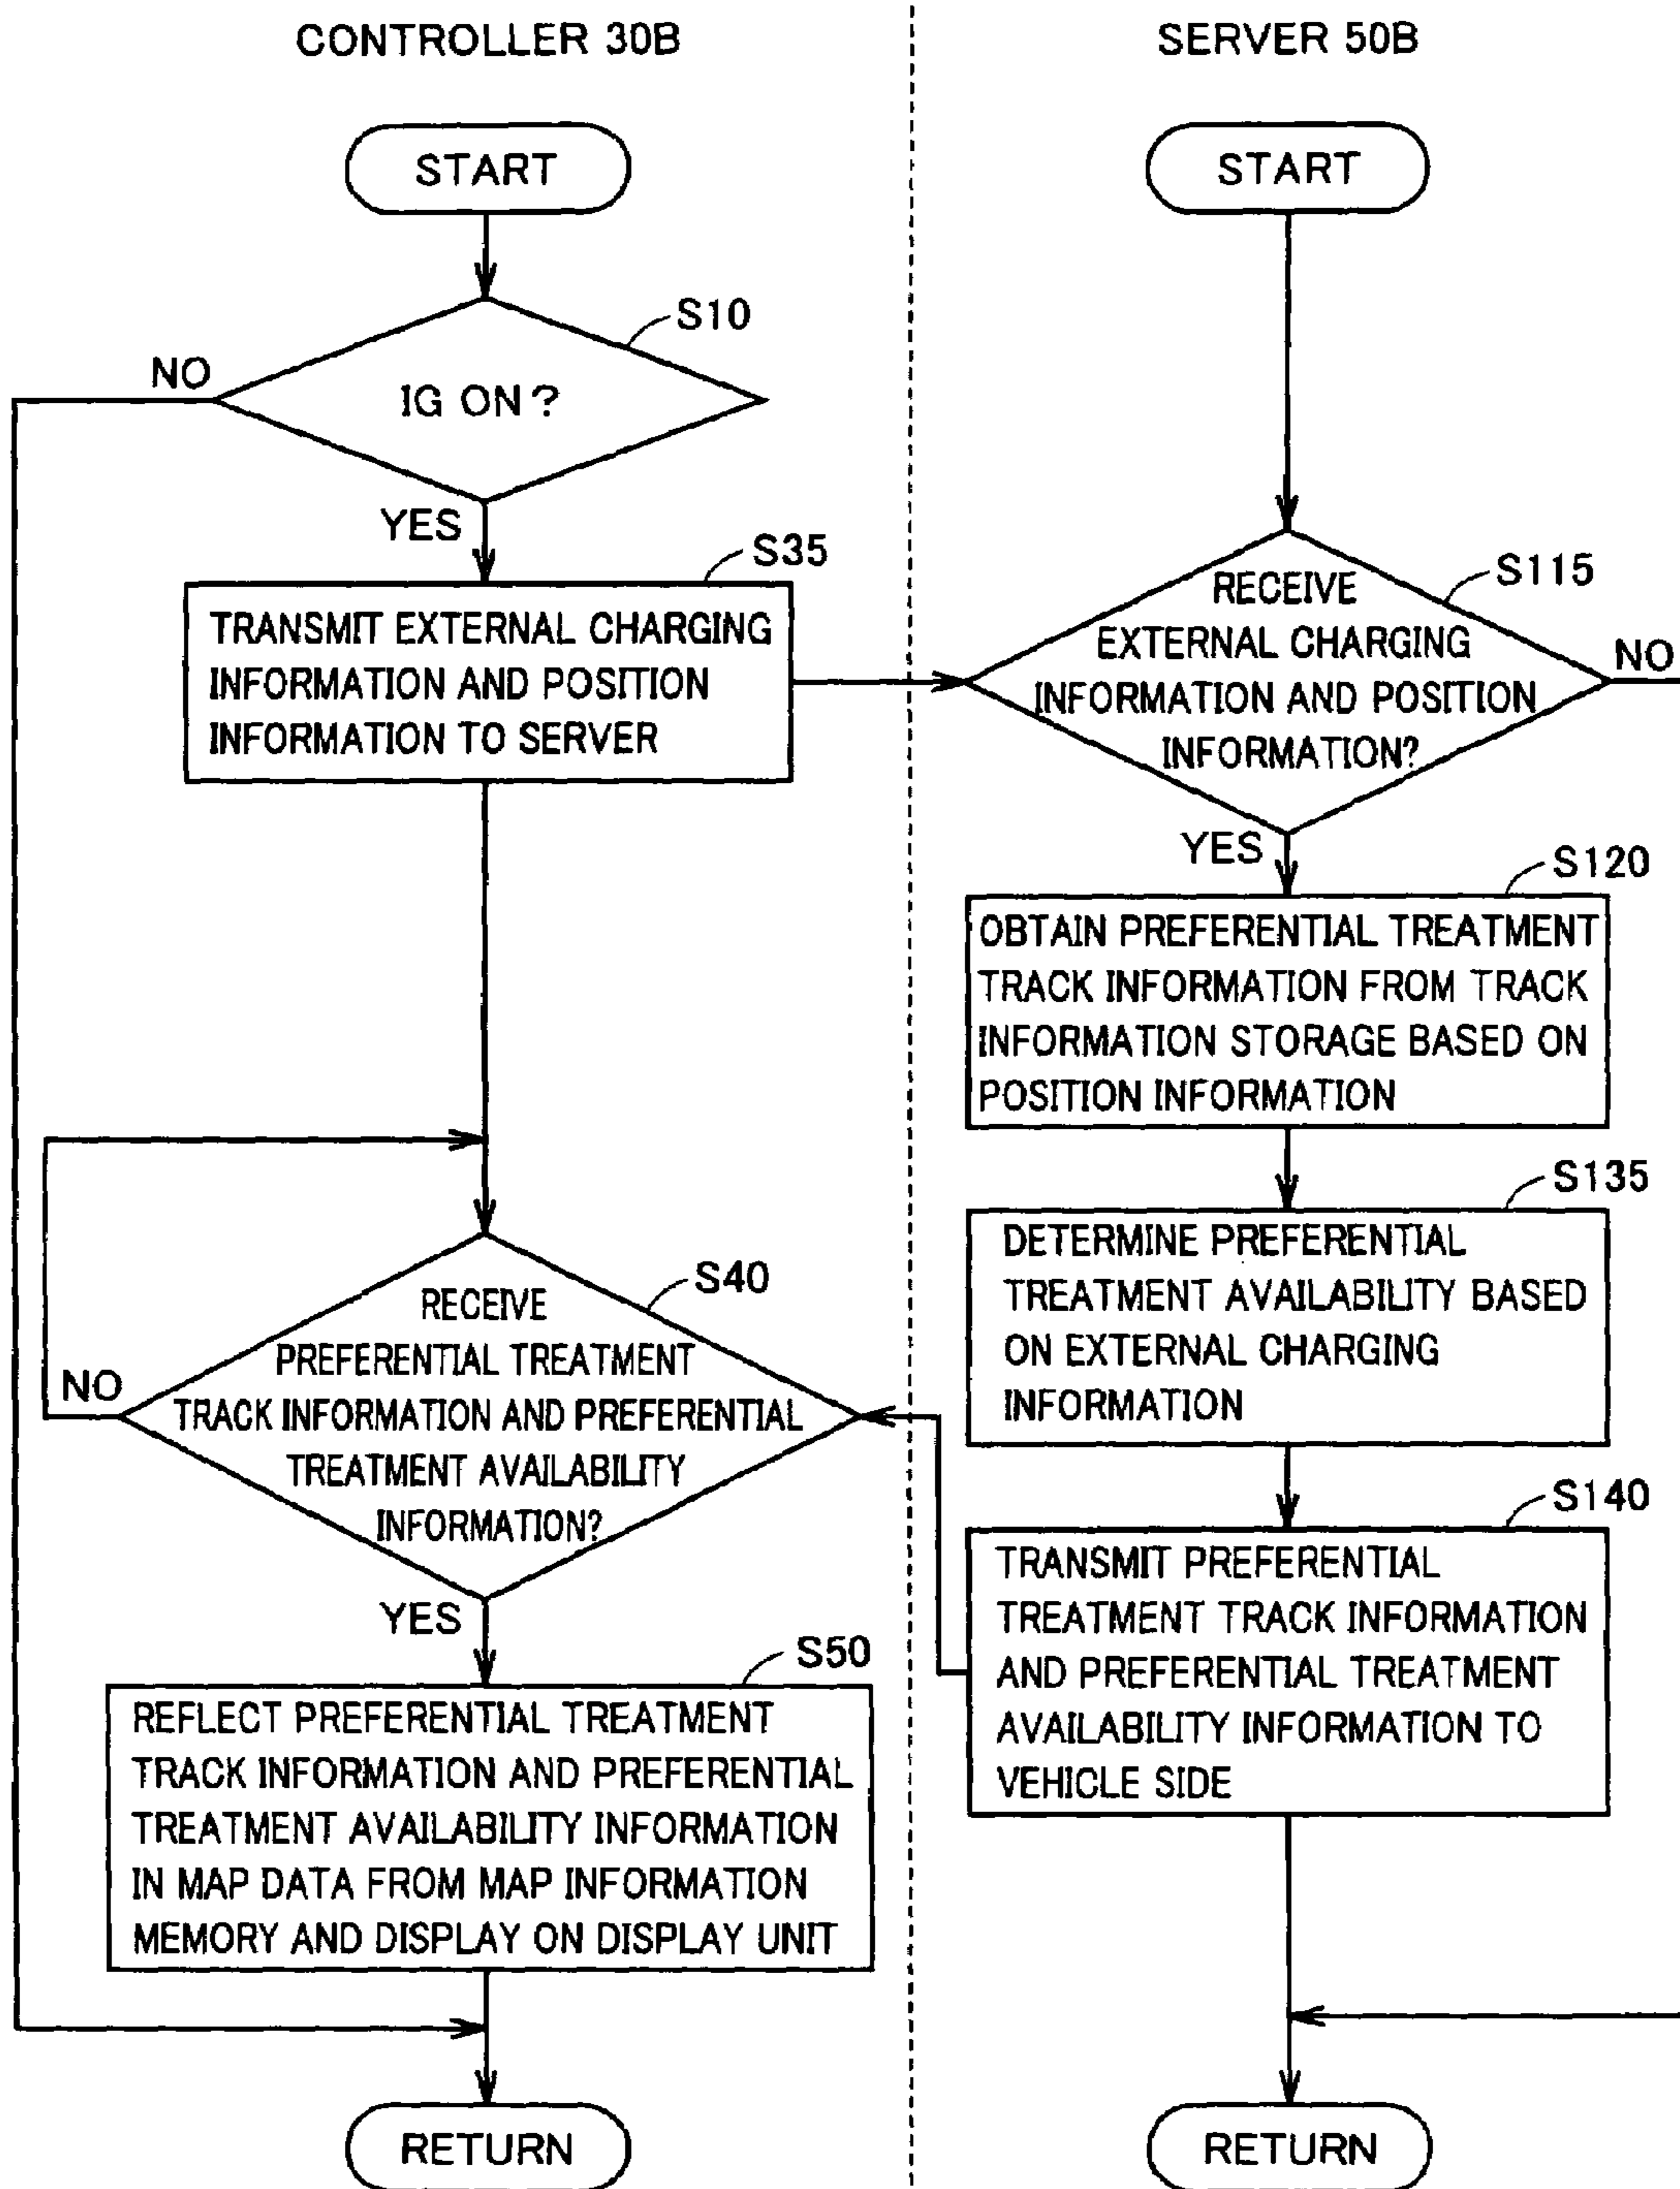 CONTROLLER 30B
START
S10
NO
IG ON?
YES
S35
TRANSMIT EXTERNAL CHARGING
INFORMATION AND POSITION
INFORMATION TO SERVER
S40
RECEIVE
PREFERENTIAL TREATMENT
TRACK INFORMATION AND PREFERENTIAL
TREATMENT AVAILABILITY
INFORMATION?
NO
YES
S50
REFLECT PREFERENTIAL TREATMENT
TRACK INFORMATION AND PREFERENTIAL
TREATMENT AVAILABILITY INFORMATION
IN MAP DATA FROM MAP INFORMATION
MEMORY AND DISPLAY ON DISPLAY UNIT
RETURN
SERVER 50B
START
S115
RECEIVE
EXTERNAL CHARGING
INFORMATION AND POSITION
INFORMATION?
NO
YES
S120
OBTAIN PREFERENTIAL TREATMENT
TRACK INFORMATION FROM TRACK
INFORMATION STORAGE BASED ON
POSITION INFORMATION
S135
DETERMINE PREFERENTIAL
TREATMENT AVAILABILITY BASED
ON EXTERNAL CHARGING
INFORMATION
S140
TRANSMIT PREFERENTIAL
TREATMENT TRACK INFORMATION
AND PREFERENTIAL TREATMENT
AVAILABILITY INFORMATION TO
VEHICLE SIDE
RETURN